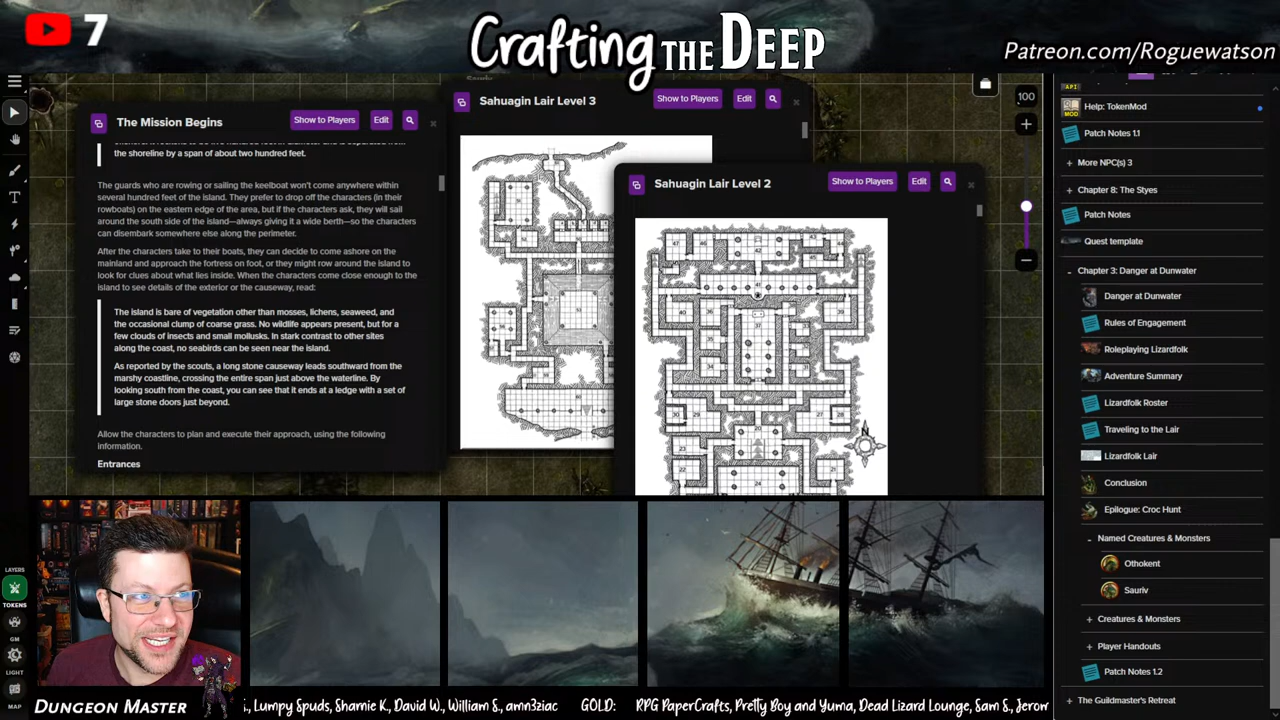 7
Crafting THE DEEP
Patreon.com/Roguewatson
The Mission Begins
Show to Players
Edit
the shoreline by a span of about two hundred feet.
The guards who are rowing or sailing the keelboat won't come anywhere within
several hundred feet of the island. They prefer to drop off the characters (in their
rowboats) on the eastern edge of the area, but if the characters ask, they will sail
around the south side of the island—always giving it a wide berth—so the characters
can disembark somewhere else along the perimeter.
After the characters take to their boats, they can decide to come ashore on the
mainland and approach the fortress on foot, or they might row around the island to
look for clues about what lies inside. When the characters come close enough to the
island to see details of the exterior or the causeway, read:
The island is bare of vegetation other than mosses, lichens, seaweed, and
the occasional clump of coarse grass. No wildlife appears present, but for a
few clouds of insects and small mollusks. In stark contrast to other sites
along the coast, no seabirds can be seen near the island.
As reported by the scouts, a long stone causeway leads southward from the
marshy coastline, crossing the entire span just above the waterline. By
looking south from the coast, you can see that it ends at a ledge with a set of
large stone doors just beyond.
Allow the characters to plan and execute their approach, using the following
information.
Entrances
Sahuagin Lair Level 3
Show to Players
Edit
Sahuagin Lair Level 2
Show to Players
Edit
100
API
Help: TokenMod
MOD
Patch Notes 1.1
More NPC(s) 3
Chapter 8: The Styes
Patch Notes
Quest template
Chapter 3: Danger at Dunwater
Danger at Dunwater
Rules of Engagement
Roleplaying Lizardfolk
Adventure Summary
Lizardfolk Roster
Traveling to the Lair
Lizardfolk Lair
Conclusion
Epilogue: Croc Hunt
Named Creatures & Monsters
Othokent
Sauriv
Creatures & Monsters
Player Handouts
Patch Notes 1.2
The Guildmaster's Retreat
LAYERS
TOKENS
GM
LIGHT
MAP
DUNGEON MASTER
., Lumpy Spuds, Sharnie K., David W., William S., amn3ziac GOLD: RPG PaperCrafts, Pretty Boy and Yuma, Dead Lizard Lounge, Sam S., Jerom